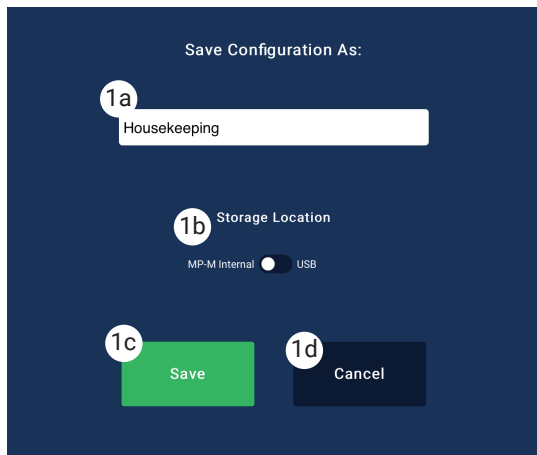 Save Configuration As:
1a
Housekeeping
1b
Storage Location
MP-M Internal USB
1c
Save
1d
Cancel